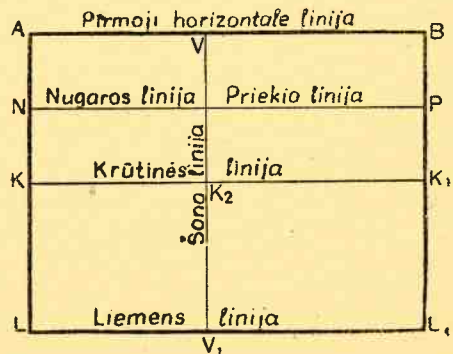 Pirmoji horizontale linija
A V B
Nugaros linija Priekio linija
N P
Šono linija
Krūtinės linija
K K₁
K₂
Liemens linija
L L₁
V₁